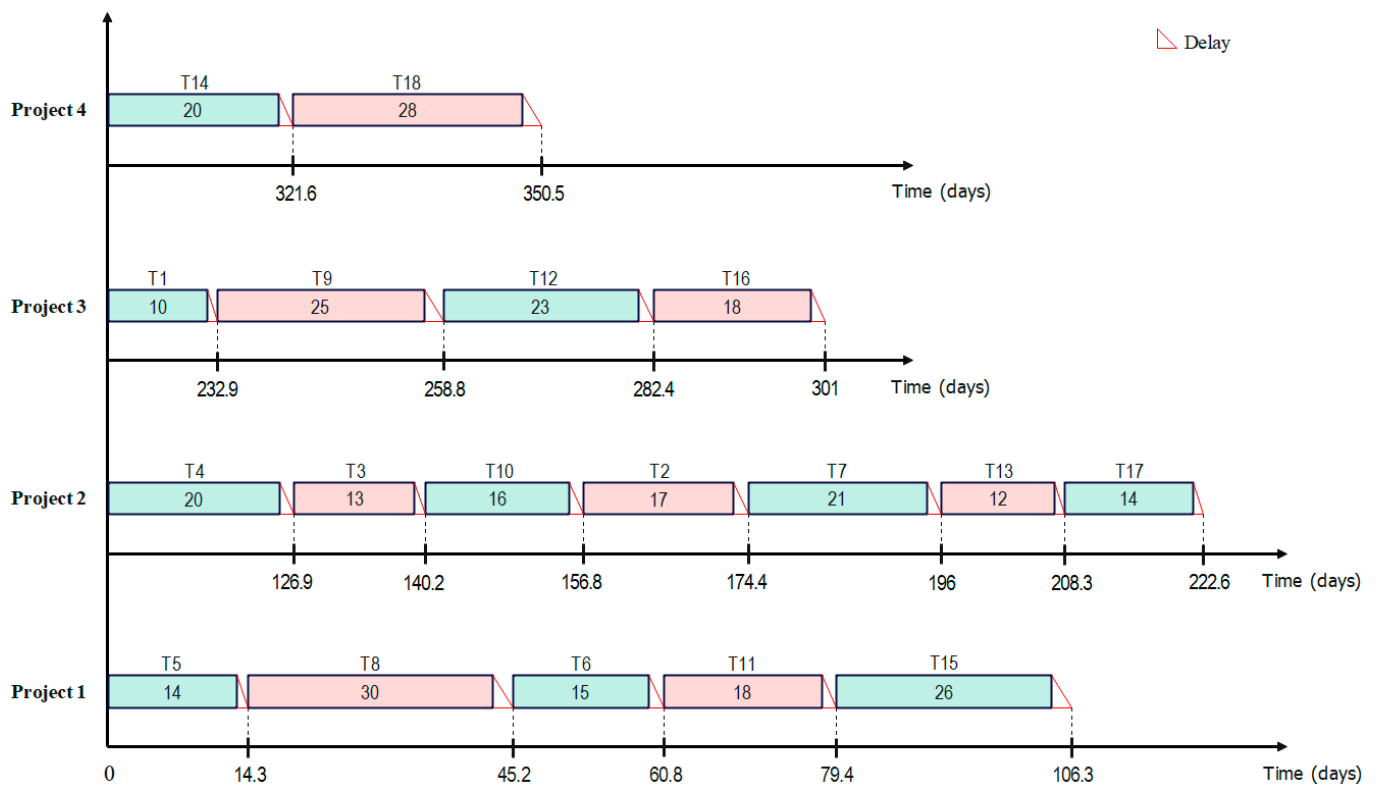 Delay
T14 T18
Project 4 20 28
321.6 350.5 Time (days)
T1 T9 T12 T16
Project 3 10 25 23 18
232.9 258.8 282.4 301 Time (days)
T4 T3 T10 T2 T7 T13 T17
Project 2 20 13 16 17 21 12 14
126.9 140.2 156.8 174.4 196 208.3 222.6 Time (days)
T5 T8 T6 T11 T15
Project 1 14 30 15 18 26
0 14.3 45.2 60.8 79.4 106.3 Time (days)